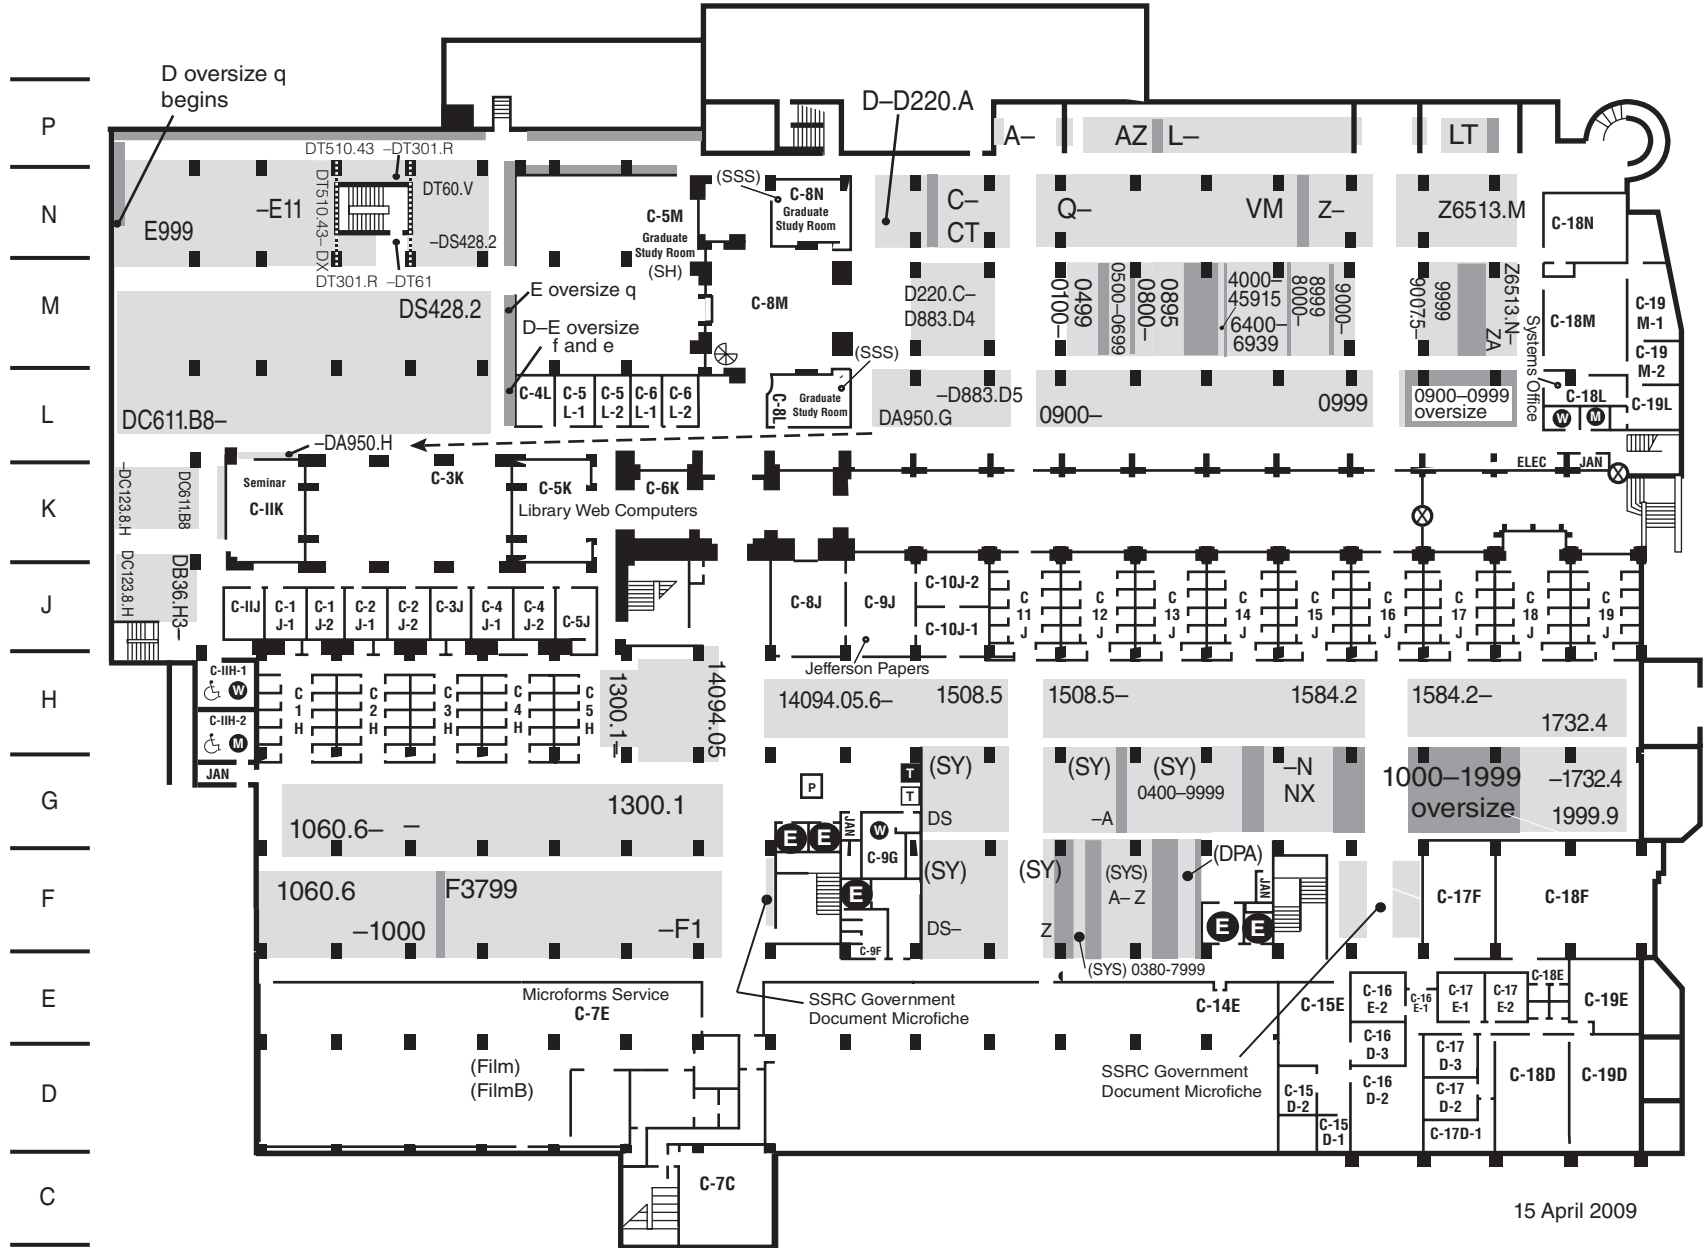 D oversize q
begins
P
D–D220.A
A–
AZ
L–
LT
DT510.43 –DT301.R
N
E999
–E11
DT510.43– DX
DT60.V
–DS428.2
DT301.R –DT61
C-5M
Graduate
Study Room
(SH)
(SSS)
C-8N
Graduate
Study Room
C–
CT
Q–
VM
Z–
Z6513.M
C-18N
M
DS428.2
E oversize q
D–E oversize
f and e
C-8M
D220.C–
D883.D4
0100–
0499
0500–0699
0800–
0895
4000–
45915
6400–
6939
8000–
8999
9000–
90075–
9999
Z6513.N–
ZA
Systems Office
C-18M
C-19
M-1
C-19
M-2
L
DC611.B8–
C-4L
C-5
L-1
C-5
L-2
C-6
L-1
C-6
L-2
(SSS)
C-8L
Graduate
Study Room
–D883.D5
DA950.G
0900–
0999
0900–0999
oversize
C-18L
C-19L
W
M
–DA950.H
K
–DC123.8.H
DC611.B8
Seminar
C-IIK
C-3K
C-5K
C-6K
Library Web Computers
ELEC
JAN
J
DC123.8.H
DB36.H3–
C-IIJ
C-1
J-1
C-1
J-2
C-2
J-1
C-2
J-2
C-3J
C-4
J-1
C-4
J-2
C-5J
C-8J
C-9J
C-10J-2
C-10J-1
C
11
J
C
12
J
C
13
J
C
14
J
C
15
J
C
16
J
C
17
J
C
18
J
C
19
J
Jefferson Papers
H
C-IIH-1
W
C-IIH-2
M
JAN
C
1
H
C
2
H
C
3
H
C
4
H
C
5
H
1300.1–
14094.05
14094.05.6–
1508.5
1508.5–
1584.2
1584.2–
1732.4
G
1060.6– –
1300.1
P
T
T
E
E
JAN
W
C-9G
(SY)
DS
(SY)
–A
(SY)
0400–9999
–N
NX
1000–1999
oversize
–1732.4
1999.9
F
1060.6
–1000
F3799
–F1
E
C-9F
(SY)
DS–
(SY)
Z
(SYS)
A– Z
(DPA)
JAN
E
E
C-17F
C-18F
(SYS) 0380-7999
E
Microforms Service
C-7E
SSRC Government
Document Microfiche
C-14E
C-15E
C-16
E-2
C-16
E-1
C-17
E-1
C-17
E-2
C-18E
C-19E
D
(Film)
(FilmB)
SSRC Government
Document Microfiche
C-15
D-2
C-15
D-1
C-16
D-3
C-16
D-2
C-17
D-3
C-17
D-2
C-17D-1
C-18D
C-19D
C
C-7C
15 April 2009